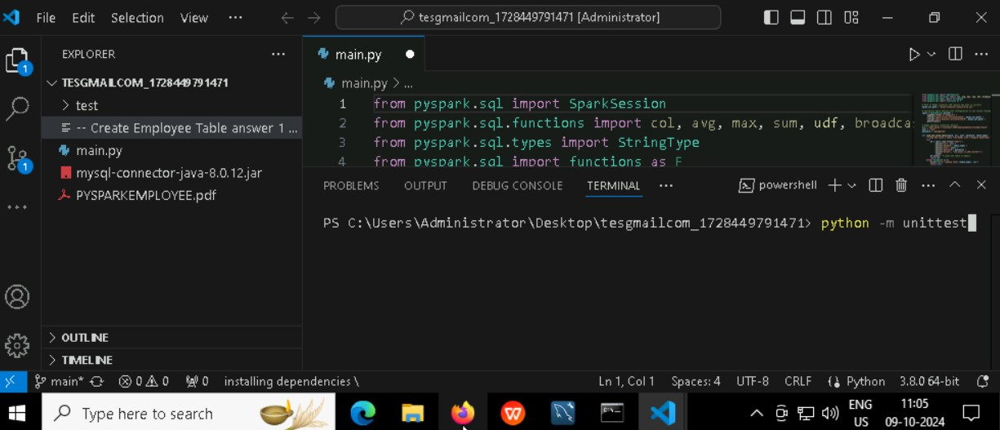 File Edit Selection View ··· tesgmailcom_1728449791471 [Administrator]
EXPLORER ···
TESGMAILCOM_1728449791471
test
-- Create Employee Table answer 1 ...
main.py
mysql-connector-java-8.0.12.jar
PYSPARKEMPLOYEE.pdf
OUTLINE
TIMELINE
1
1
main.py
main.py > ...
1 from pyspark.sql import SparkSession
2 from pyspark.sql.functions import col, avg, max, sum, udf, broadca
3 from pyspark.sql.types import StringType
4 from pyspark.sql import functions as F
PROBLEMS OUTPUT DEBUG CONSOLE TERMINAL ··· powershell
PS C:\Users\Administrator\Desktop\tesgmailcom_1728449791471> python -m unittest
main* 0 0 0 installing dependencies \ Ln 1, Col 1 Spaces: 4 UTF-8 CRLF Python 3.8.0 64-bit
Type here to search
ENG
US
11:05
09-10-2024